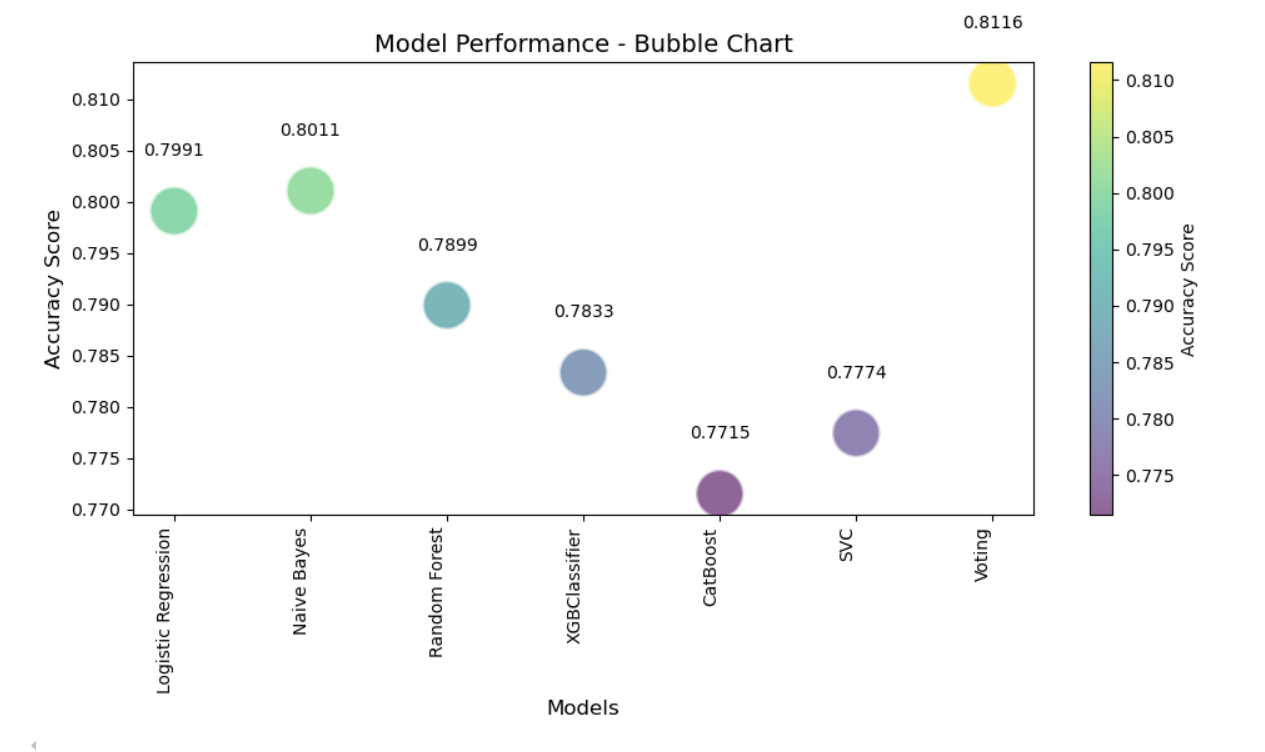 0.8116
Model Performance - Bubble Chart
0.810
0.805
0.800
0.795
0.790
0.785
0.780
0.775
0.770
Accuracy Score
0.7991
0.8011
0.7899
0.7833
0.7715
0.7774
Logistic Regression
Naive Bayes
Random Forest
XGBClassifier
CatBoost
SVC
Voting
Models
0.810
0.805
0.800
0.795
0.790
0.785
0.780
0.775
Accuracy Score